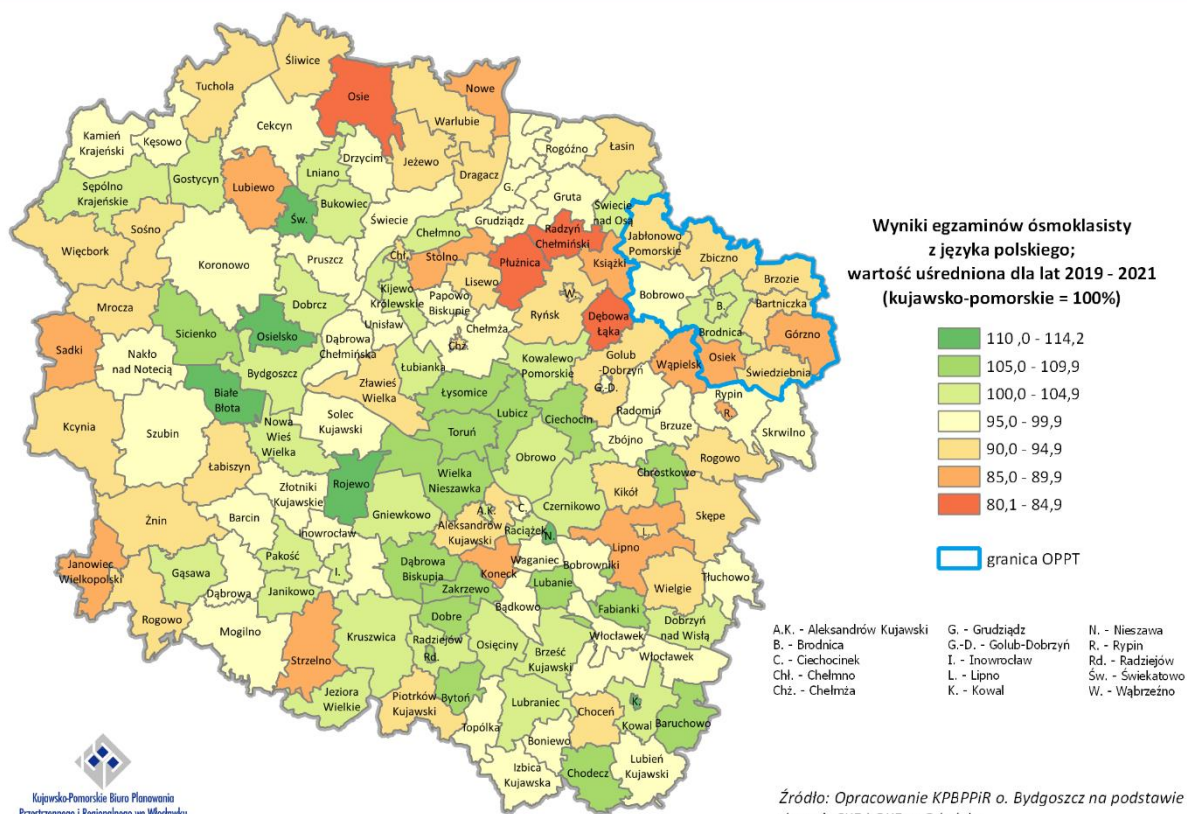 Śliwice
Tuchola
Osie
Nowe
Warlubie
Cekcyn
Kamień
Krajeński
Kęsowo
Rogóźno
Łasin
Drzycim
Jeżewo
Lniano
Dragacz
Gostycyn
Lubiewo
G.
Gruta
Sępólno
Krajeńskie
Św.
Bukowiec
Świecie
nad Osą
Świecie
Grudziądz
Sośno
Chełmno
Radzyń
Chełmiński
Jabłonowo
Pomorskie
Więcbork
Koronowo
Pruszcz
Chł.
Stolno
Płużnica
Książki
Zbiczno
Brzozie
Lisewo
Kijewo
Królewskie
Papowo
Biskupie
W.
Bobrowo
Bartniczka
Mrocza
Dobrcz
Unisław
Ryńsk
B.
Brodnica
Sicienko
Osielsko
Dąbrowa
Chełmińska
Chełmża
Chż.
Dębowa
Łąka
Górzno
Sadki
Nakło
nad Notecią
Golub
-Dobrzyń
Wąpielsk
Osiek
Świedziebnia
Bydgoszcz
Łubianka
Kowalewo
Pomorskie
G.-D.
Zławieś
Wielka
Rypin
R.
Białe
Błota
Łysomice
Radomin
Kcynia
Szubin
Solec
Kujawski
Lubicz
Ciechocin
Brzuze
Skrwilno
Nowa
Wieś
Wielka
Toruń
Zbójno
Łabiszyn
Obrowo
Rogowo
Złotniki
Kujawskie
Rojewo
Wielka
Nieszawka
Chrostkowo
Kikół
Żnin
Barcin
Gniewkowo
A.K.
C.
Czernikowo
Skępe
Inowrocław
Aleksandrów
Kujawski
Raciążek
N.
L.
Lipno
Janowiec
Wielkopolski
Gąsawa
Pakość
I.
Dąbrowa
Biskupia
Koneck
Waganiec
Bobrowniki
Tłuchowo
Dąbrowa
Janikowo
Zakrzewo
Lubanie
Wielgie
Rogowo
Bądkowo
Fabianki
Dobre
Dobrzyń
nad Wisłą
Mogilno
Kruszwica
Radziejów
Osięciny
Włocławek
Strzelno
Rd.
Brześć
Kujawski
Włocławek
Jeziora
Wielkie
Bytoń
Piotrków
Kujawski
Lubraniec
Choceń
K.
Kowal
Baruchowo
Topólka
Boniewo
Izbica
Kujawska
Chodecz
Lubień
Kujawski
Wyniki egzaminów ósmoklasisty
z języka polskiego;
wartość uśredniona dla lat 2019 - 2021
(kujawsko-pomorskie = 100%)
110 ,0 - 114,2
105,0 - 109,9
100,0 - 104,9
95,0 - 99,9
90,0 - 94,9
85,0 - 89,9
80,1 - 84,9
granica OPPT
A.K. - Aleksandrów Kujawski
B. - Brodnica
C. - Ciechocinek
Chł. - Chełmno
Chż. - Chełmża
G. - Grudziądz
G.-D. - Golub-Dobrzyń
I. - Inowrocław
L. - Lipno
K. - Kowal
N. - Nieszawa
R. - Rypin
Rd. - Radziejów
Św. - Świekatowo
W. - Wąbrzeźno
Kujawsko-Pomorskie Biuro Planowania
Przestrzennego i Regionalnego we Włocławku
Źródło: Opracowanie KPBPPiR o. Bydgoszcz na podstawie